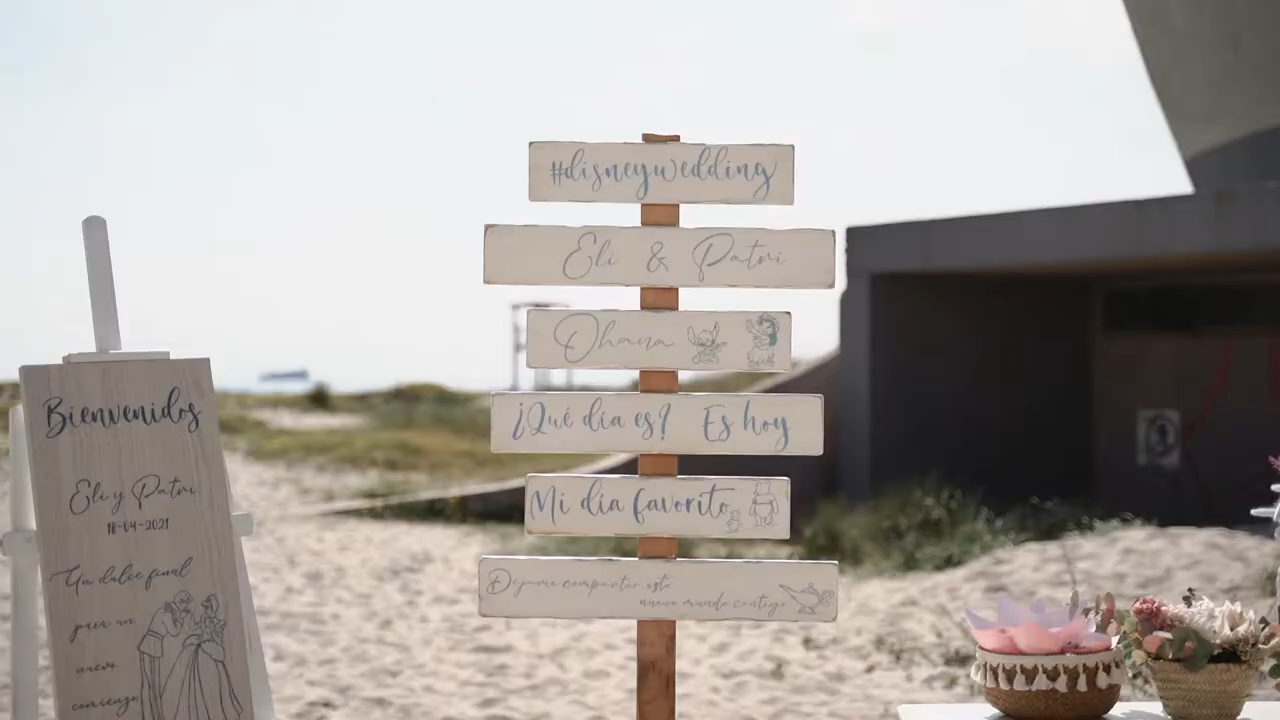 #disneywedding
Eli & Patri
Ohana
¿Qué día es? Es hoy
Mi día favorito
Déjame compartir este
nuevo mundo contigo
Bienvenidos
Eli y Patri
18-04-2021
Un dulce final
para un
nuevo
comienzo